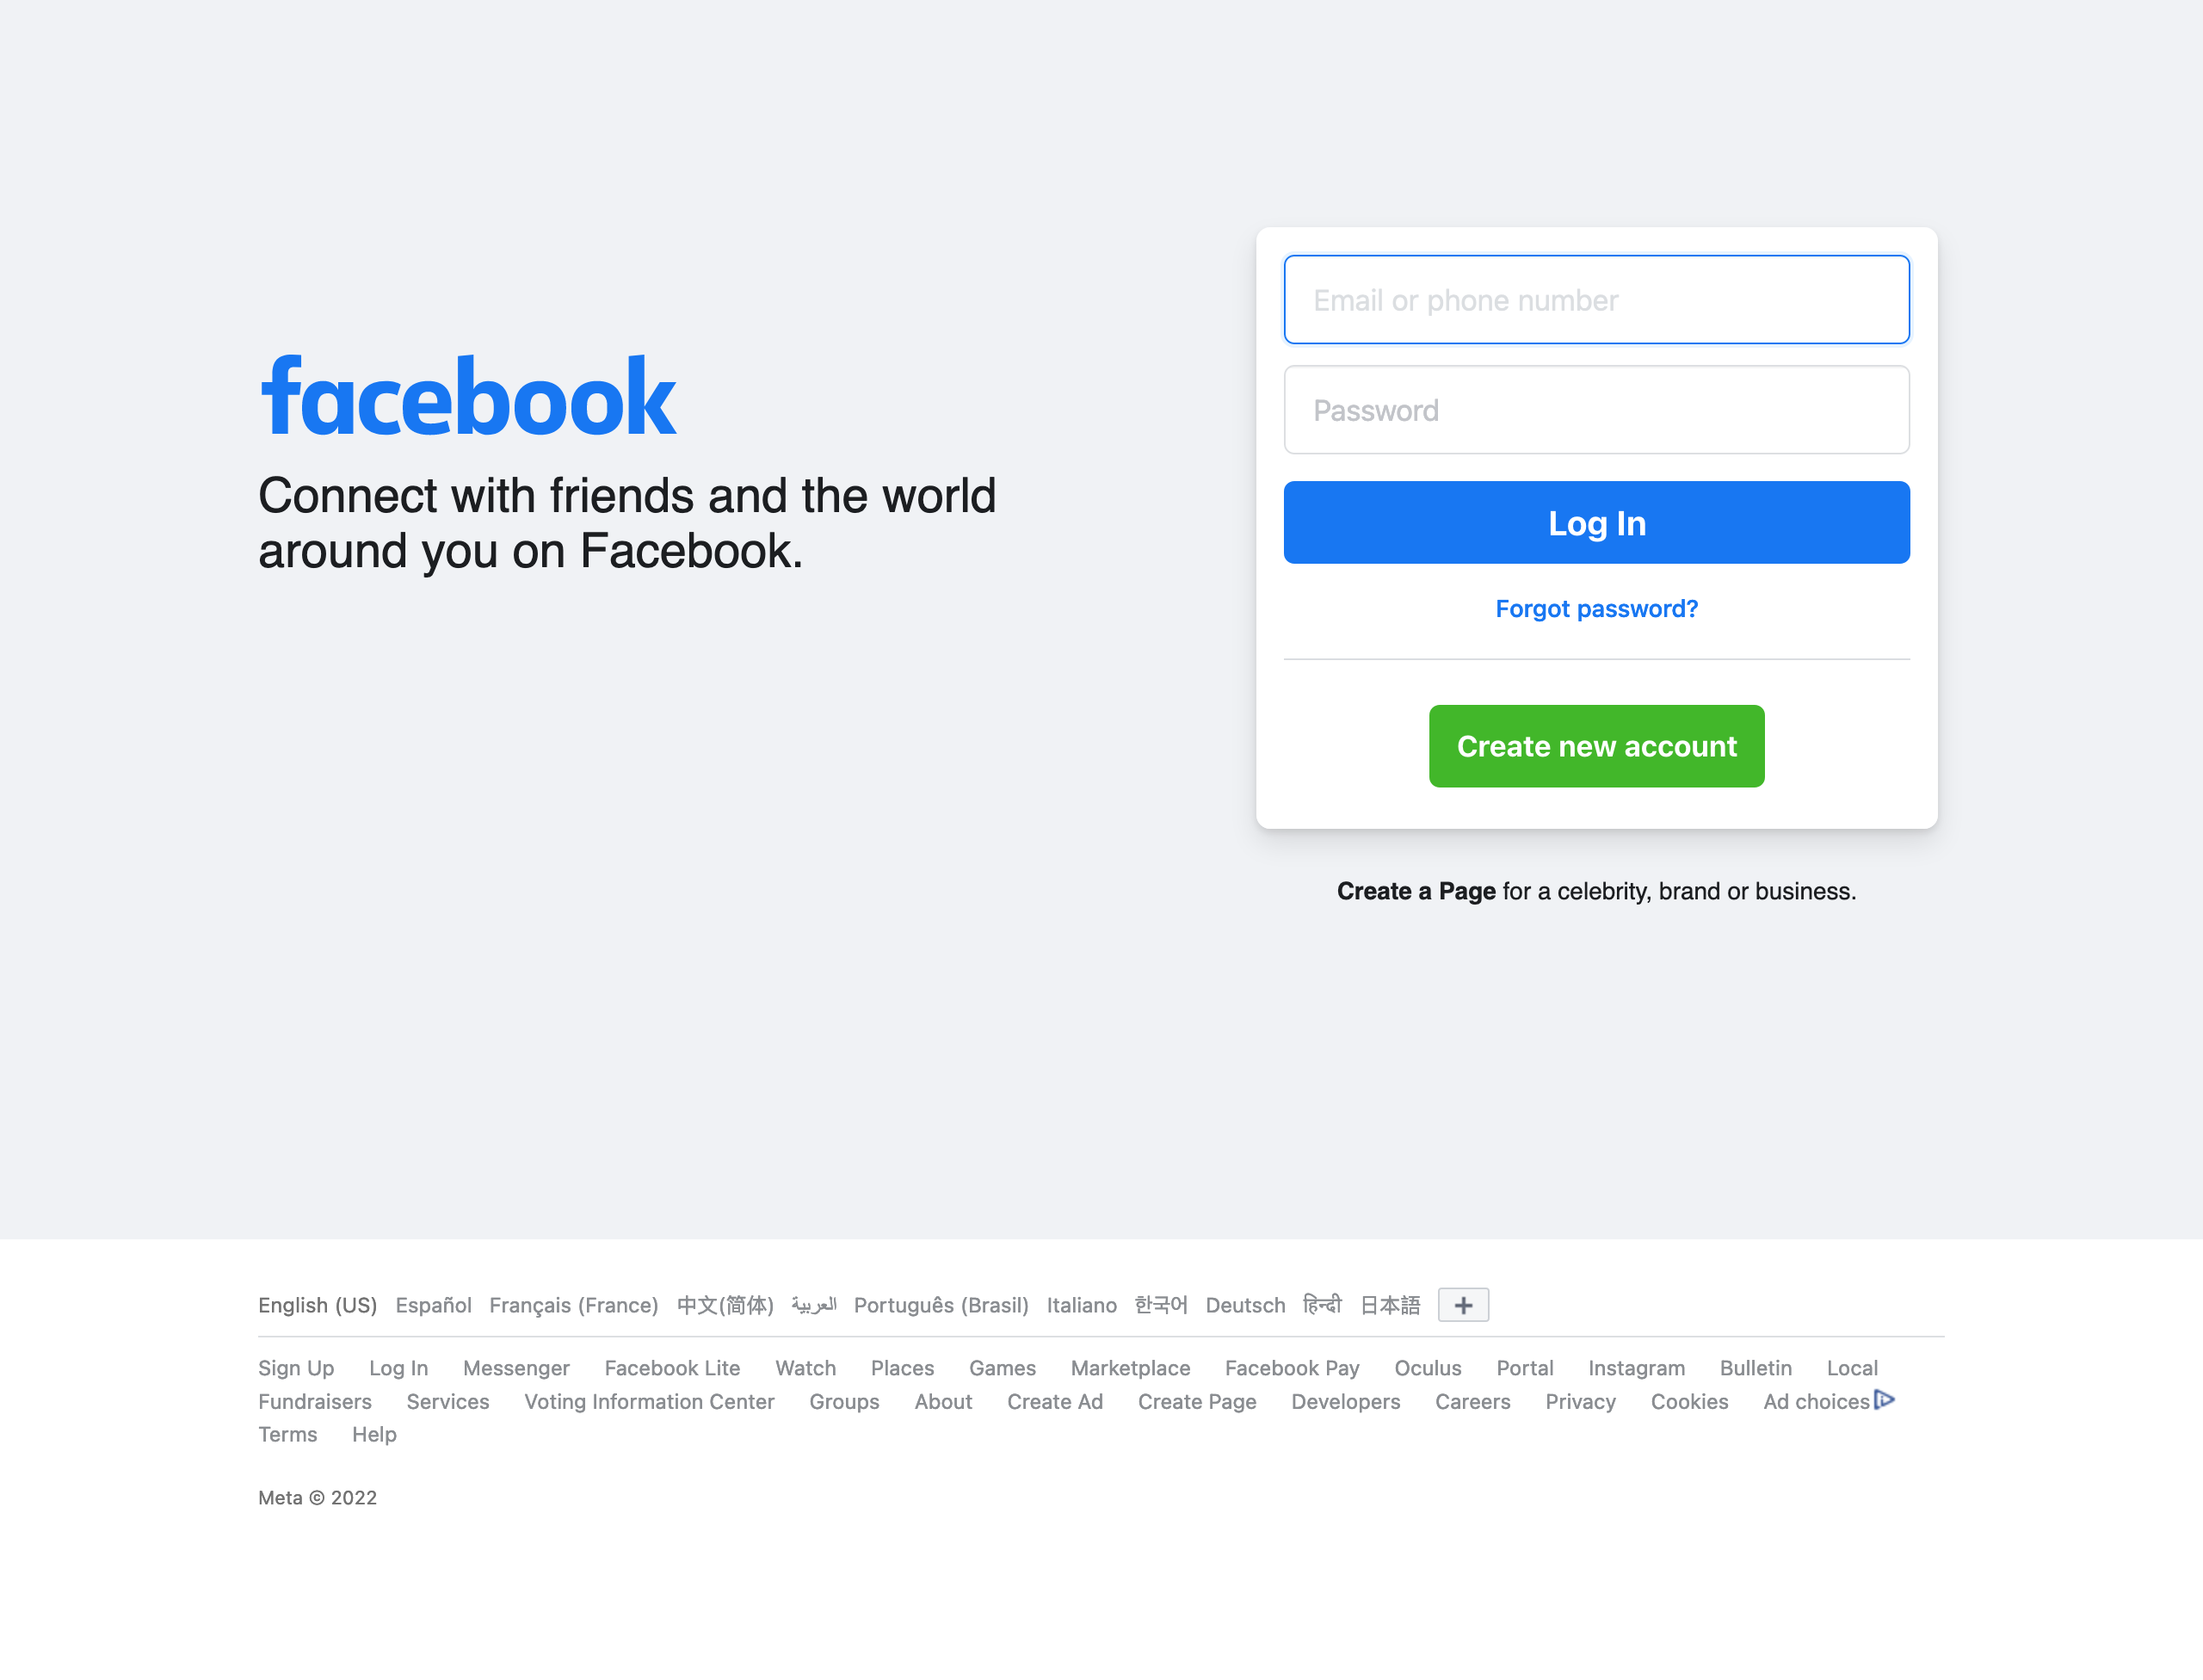 facebook
Connect with friends and the world
around you on Facebook.
Email or phone number
Password
Log In
Forgot password?
Create new account
Create a Page for a celebrity, brand or business.
English (US) Español Français (France) 中文(简体) العربية Português (Brasil) Italiano 한국어 Deutsch हिन्दी 日本語 +
Sign Up Log In Messenger Facebook Lite Watch Places Games Marketplace Facebook Pay Oculus Portal Instagram Bulletin Local
Fundraisers Services Voting Information Center Groups About Create Ad Create Page Developers Careers Privacy Cookies Ad choices
Terms Help
Meta © 2022